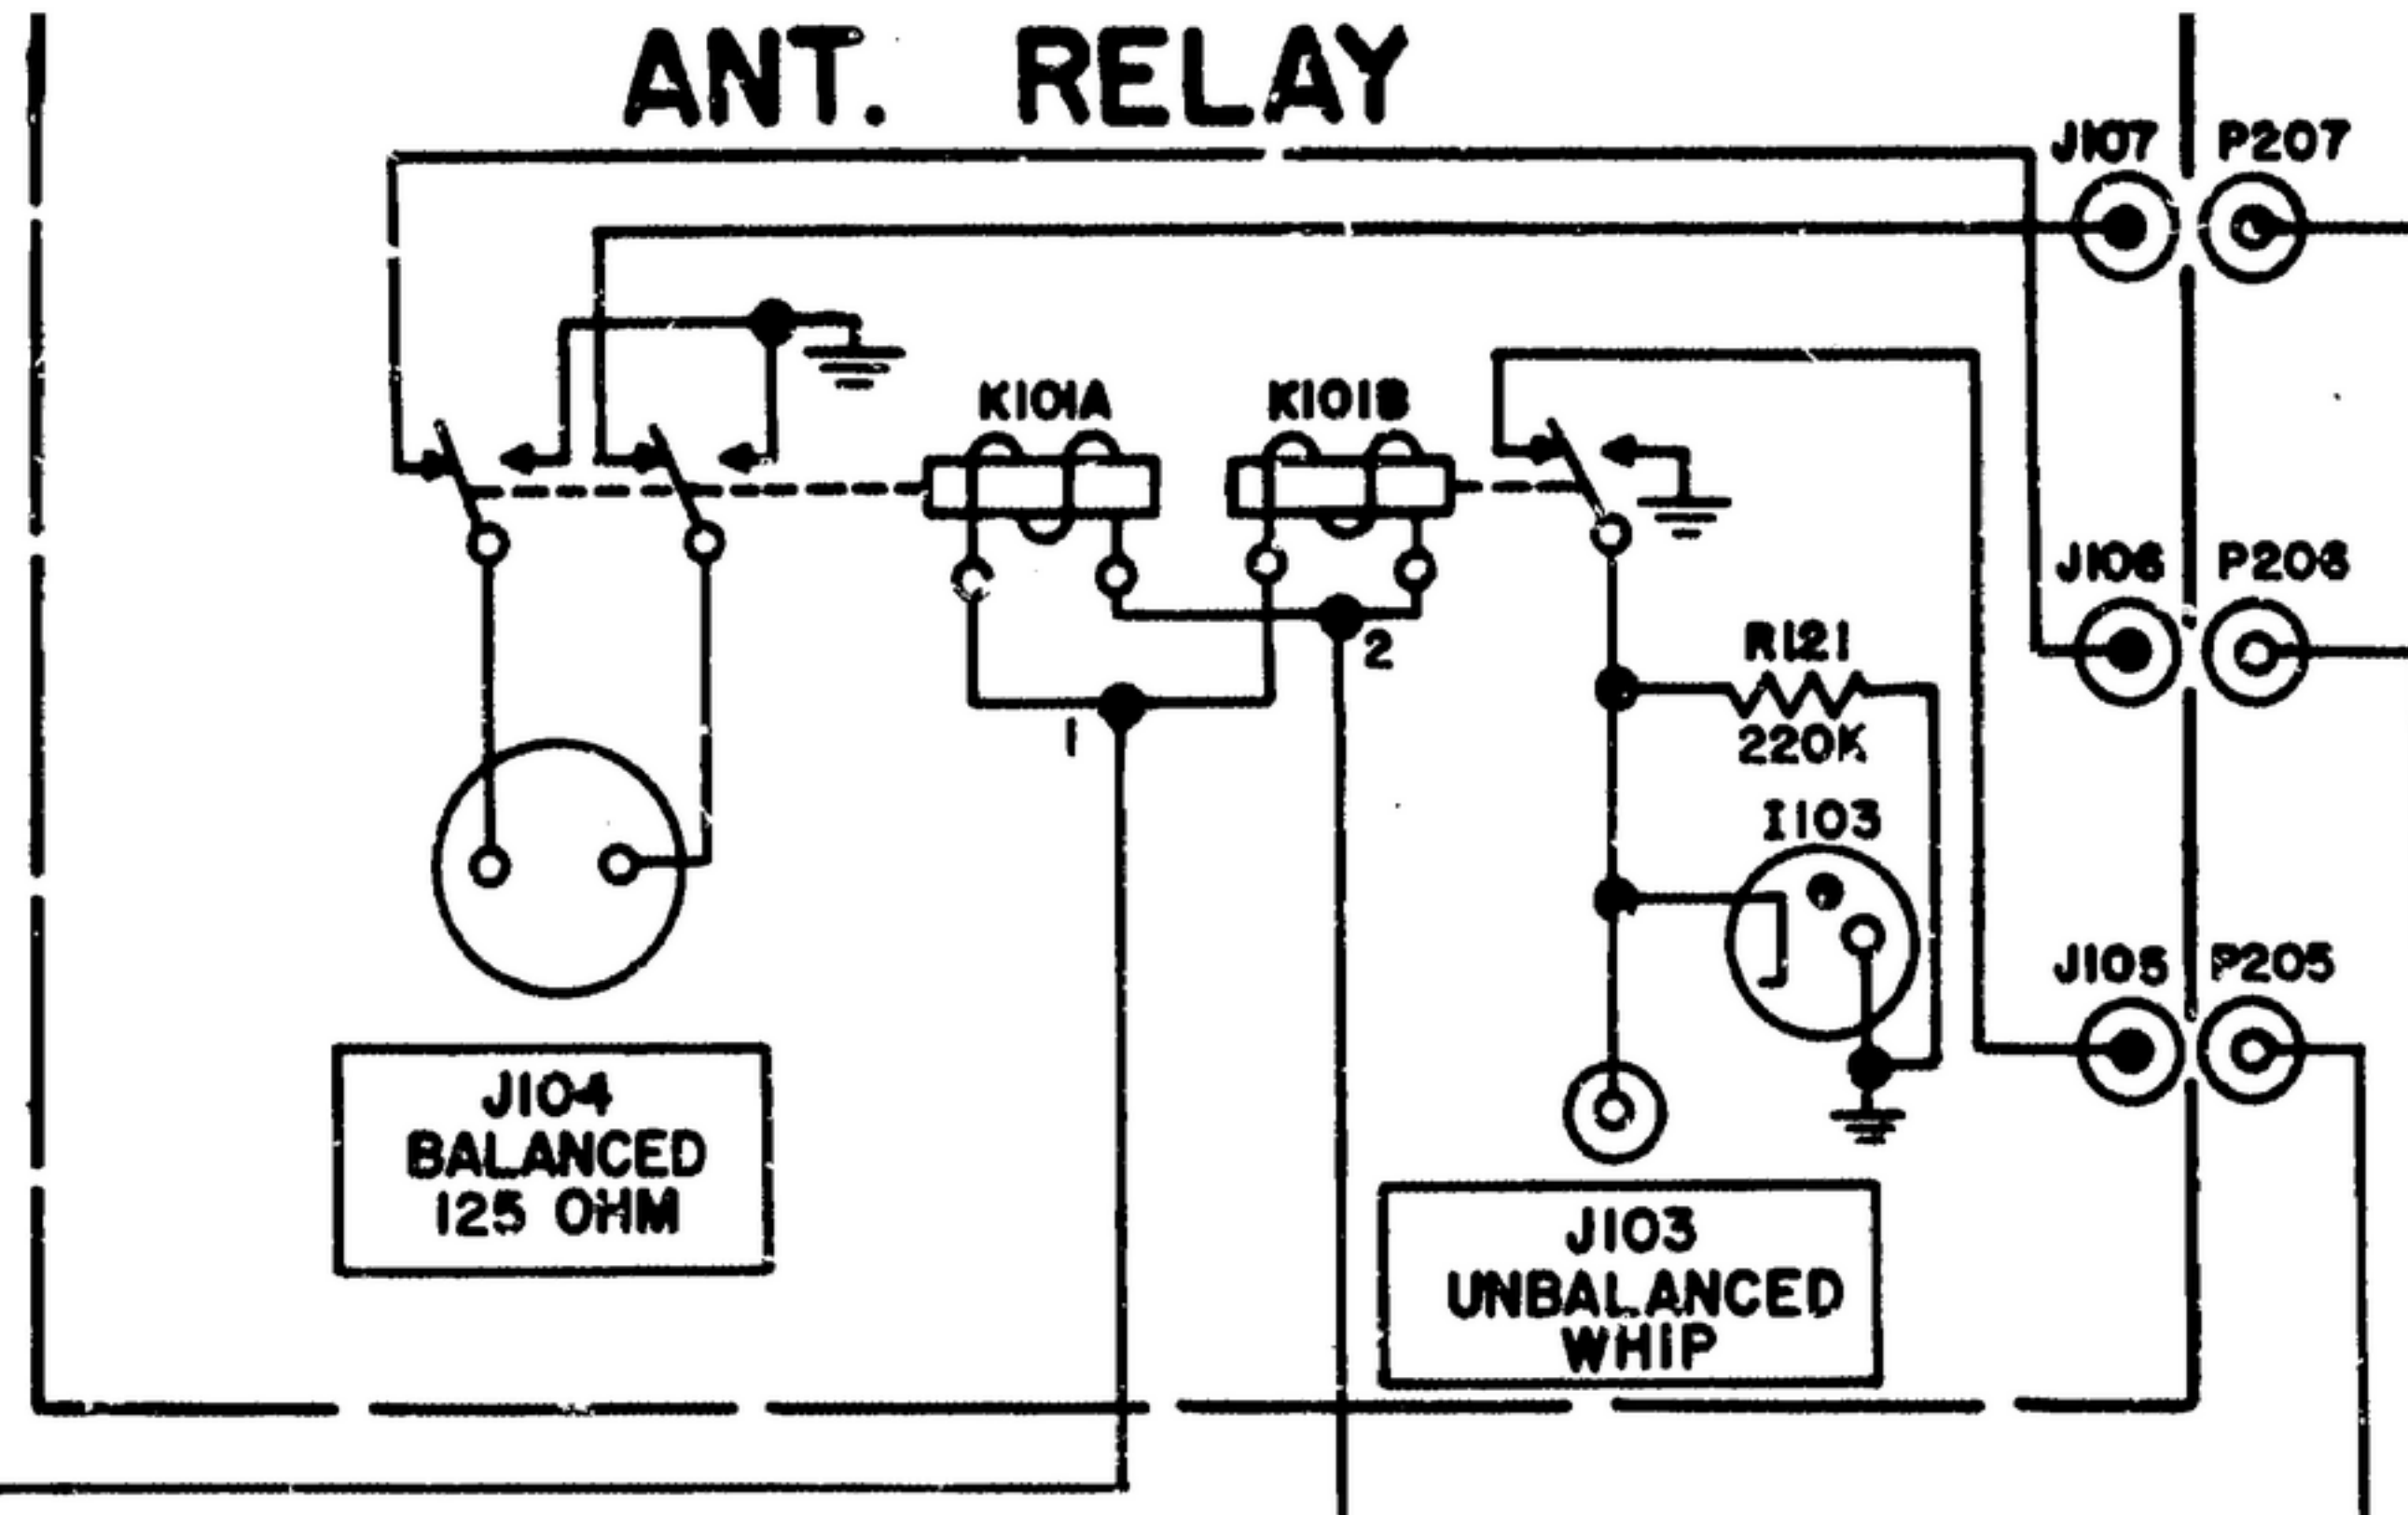 ANT. RELAY
J107 P207
K101A K101B
J106 P206
R121
220K
2
1
I103
J105 P205
J104
BALANCED
125 OHM
J103
UNBALANCED
WHIP